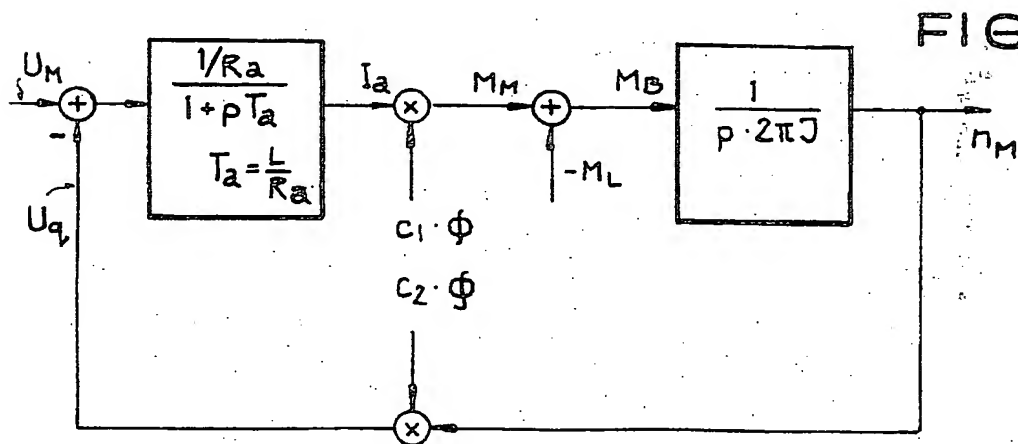 FIG
U_M
+
-
U_q
1/Ra
1 + pTa
Ta = L/Ra
Ia
×
M_M
+
-M_L
M_B
1
p · 2πJ
n_M
c1 · Φ
c2 · Φ
×